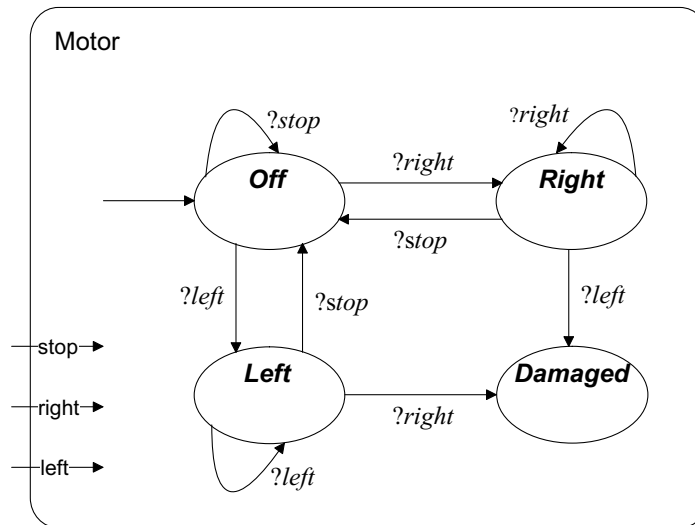 Motor
?stop
?right
Off
?right
Right
?stop
?left
?stop
?left
stop
Left
Damaged
right
?right
left
?left